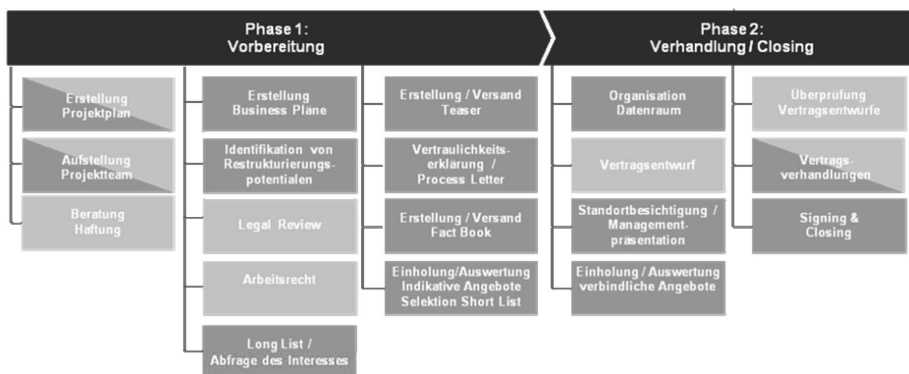 Phase 1:
Vorbereitung
Phase 2:
Verhandlung / Closing
Erstellung
Projektplan
Aufstellung
Projektteam
Beratung
Haftung
Erstellung
Business Pläne
Identifikation von
Restrukturierungs-
potentialen
Legal Review
Arbeitsrecht
Long List /
Abfrage des Interesses
Erstellung / Versand
Teaser
Vertraulichkeits-
erklärung /
Process Letter
Erstellung / Versand
Fact Book
Einholung/Auswertung
Indikative Angebote
Selektion Short List
Organisation
Datenraum
Vertragsentwurf
Standortbesichtigung /
Management-
präsentation
Einholung / Auswertung
verbindliche Angebote
Überprüfung
Vertragsentwürfe
Vertrags-
verhandlungen
Signing &
Closing